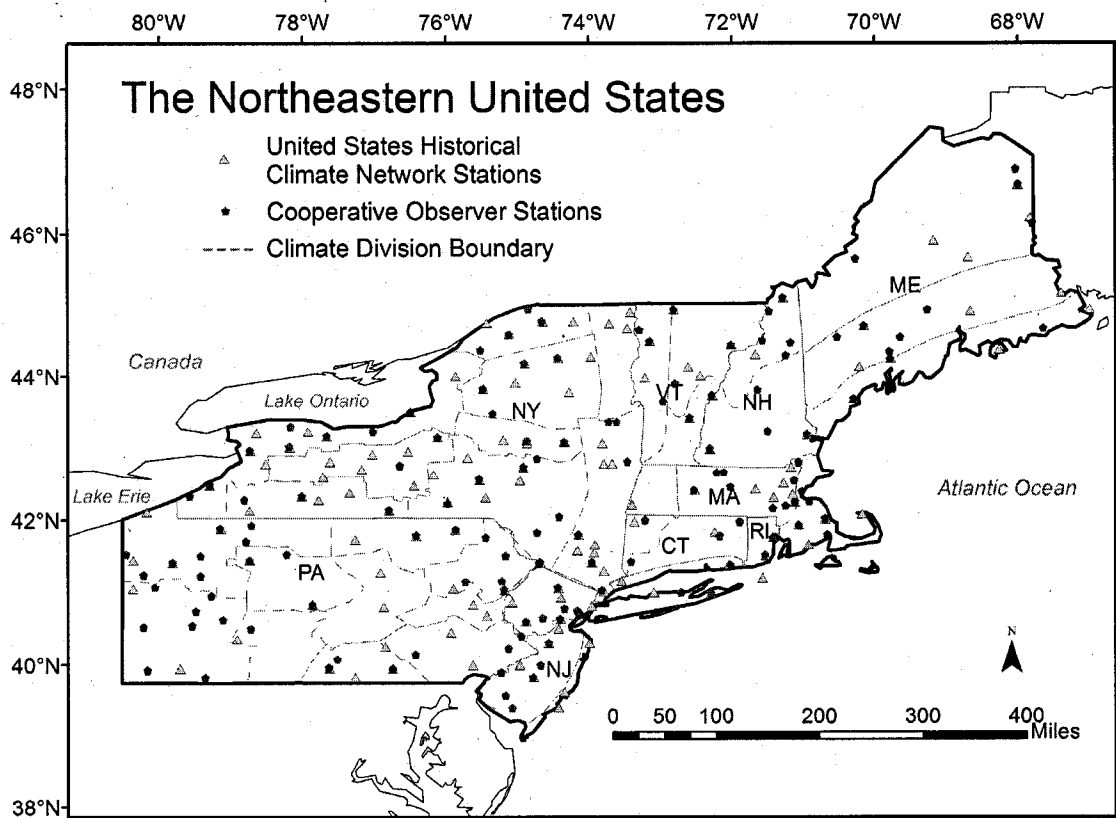 80°W 78°W 76°W 74°W 72°W 70°W 68°W
48°N
The Northeastern United States
United States Historical
Climate Network Stations
Cooperative Observer Stations
Climate Division Boundary
46°N
ME
Canada
44°N
Lake Ontario
NY
VT
NH
Lake Erie
MA
Atlantic Ocean
42°N
CT
RI
PA
40°N
NJ
N
0 50 100 200 300 400
Miles
38°N